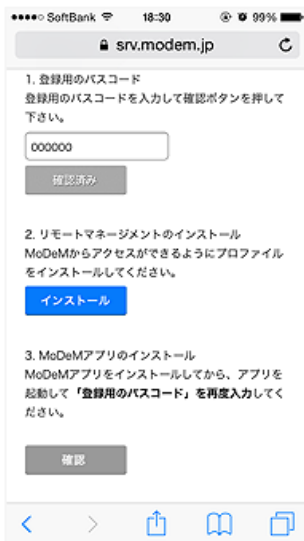 SoftBank 18:30 99%
srv.modem.jp
1. 登録用のパスコード
登録用のパスコードを入力して確認ボタンを押して
下さい。
000000
確認済み
2. リモートマネージメントのインストール
MoDeMからアクセスができるようにプロファイル
をインストールしてください。
インストール
3. MoDeMアプリのインストール
MoDeMアプリをインストールしてから、アプリを
起動して「登録用のパスコード」を再度入力してく
ださい。
確認